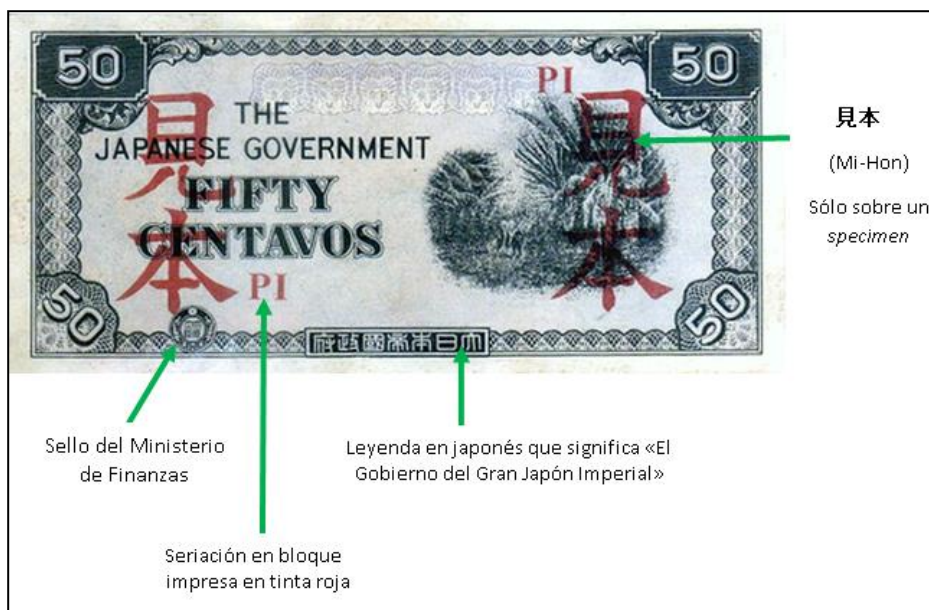 50
50
PI
見本
THE
JAPANESE GOVERNMENT
FIFTY
CENTAVOS
見本
PI
50
大日本帝國政府
50
見本
(Mi-Hon)
Sólo sobre un
specimen
Sello del Ministerio
de Finanzas
Leyenda en japonés que significa «El
Gobierno del Gran Japón Imperial»
Seriación en bloque
impresa en tinta roja